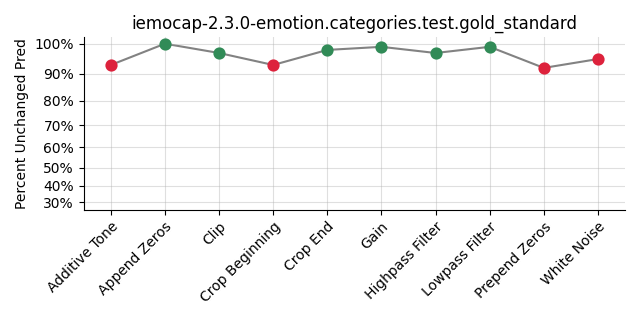 iemocap-2.3.0-emotion.categories.test.gold_standard
Percent Unchanged Pred
100%
90%
80%
70%
60%
50%
40%
30%
Additive Tone
Append Zeros
Clip
Crop Beginning
Crop End
Gain
Highpass Filter
Lowpass Filter
Prepend Zeros
White Noise